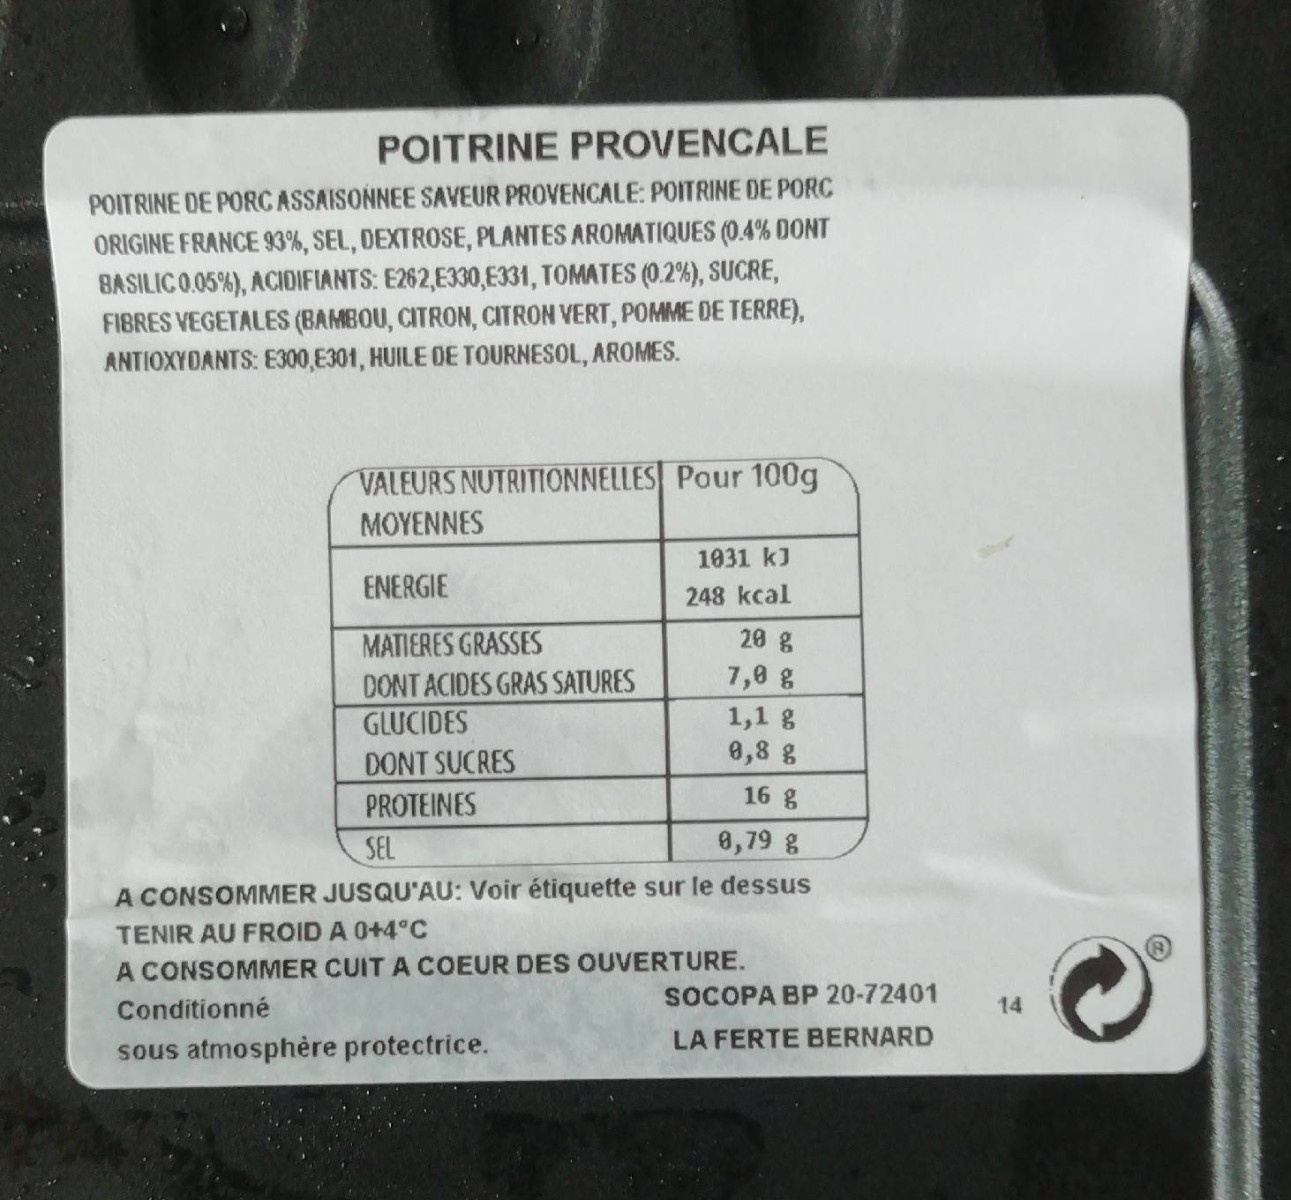 POITRINE PROVENCALE
POITRINE DE PORC ASSAISONNEE SAVEUR PROVENCALE: POITRINE DE PORC
ORIGINE FRANCE 93%, SEL, DEXTROSE, PLANTES AROMATIQUES (0.4% DONT
BASILIC 0.05%), ACIDIFIANTS: E262,E330,E331, TOMATES (0.2%), SUCRE,
FIBRES VEGETALES (BAMBOU, CITRON, CITRON VERT, POMME DE TERRE),
ANTIOXYDANTS: E300,E301, HUILE DE TOURNESOL, AROMES.
VALEURS NUTRITIONNELLES Pour 100g
MOYENNES
ENERGIE 1031 kJ
248 kcal
MATIERES GRASSES 20 g
DONT ACIDES GRAS SATURES 7,0 g
GLUCIDES 1,1 g
DONT SUCRES 0,8 g
PROTEINES 16 g
SEL 0,79 g
A CONSOMMER JUSQU'AU: Voir étiquette sur le dessus
TENIR AU FROID A 0+4°C
A CONSOMMER CUIT A COEUR DES OUVERTURE.
Conditionné
sous atmosphère protectrice.
SOCOPA BP 20-72401
LA FERTE BERNARD
14
®